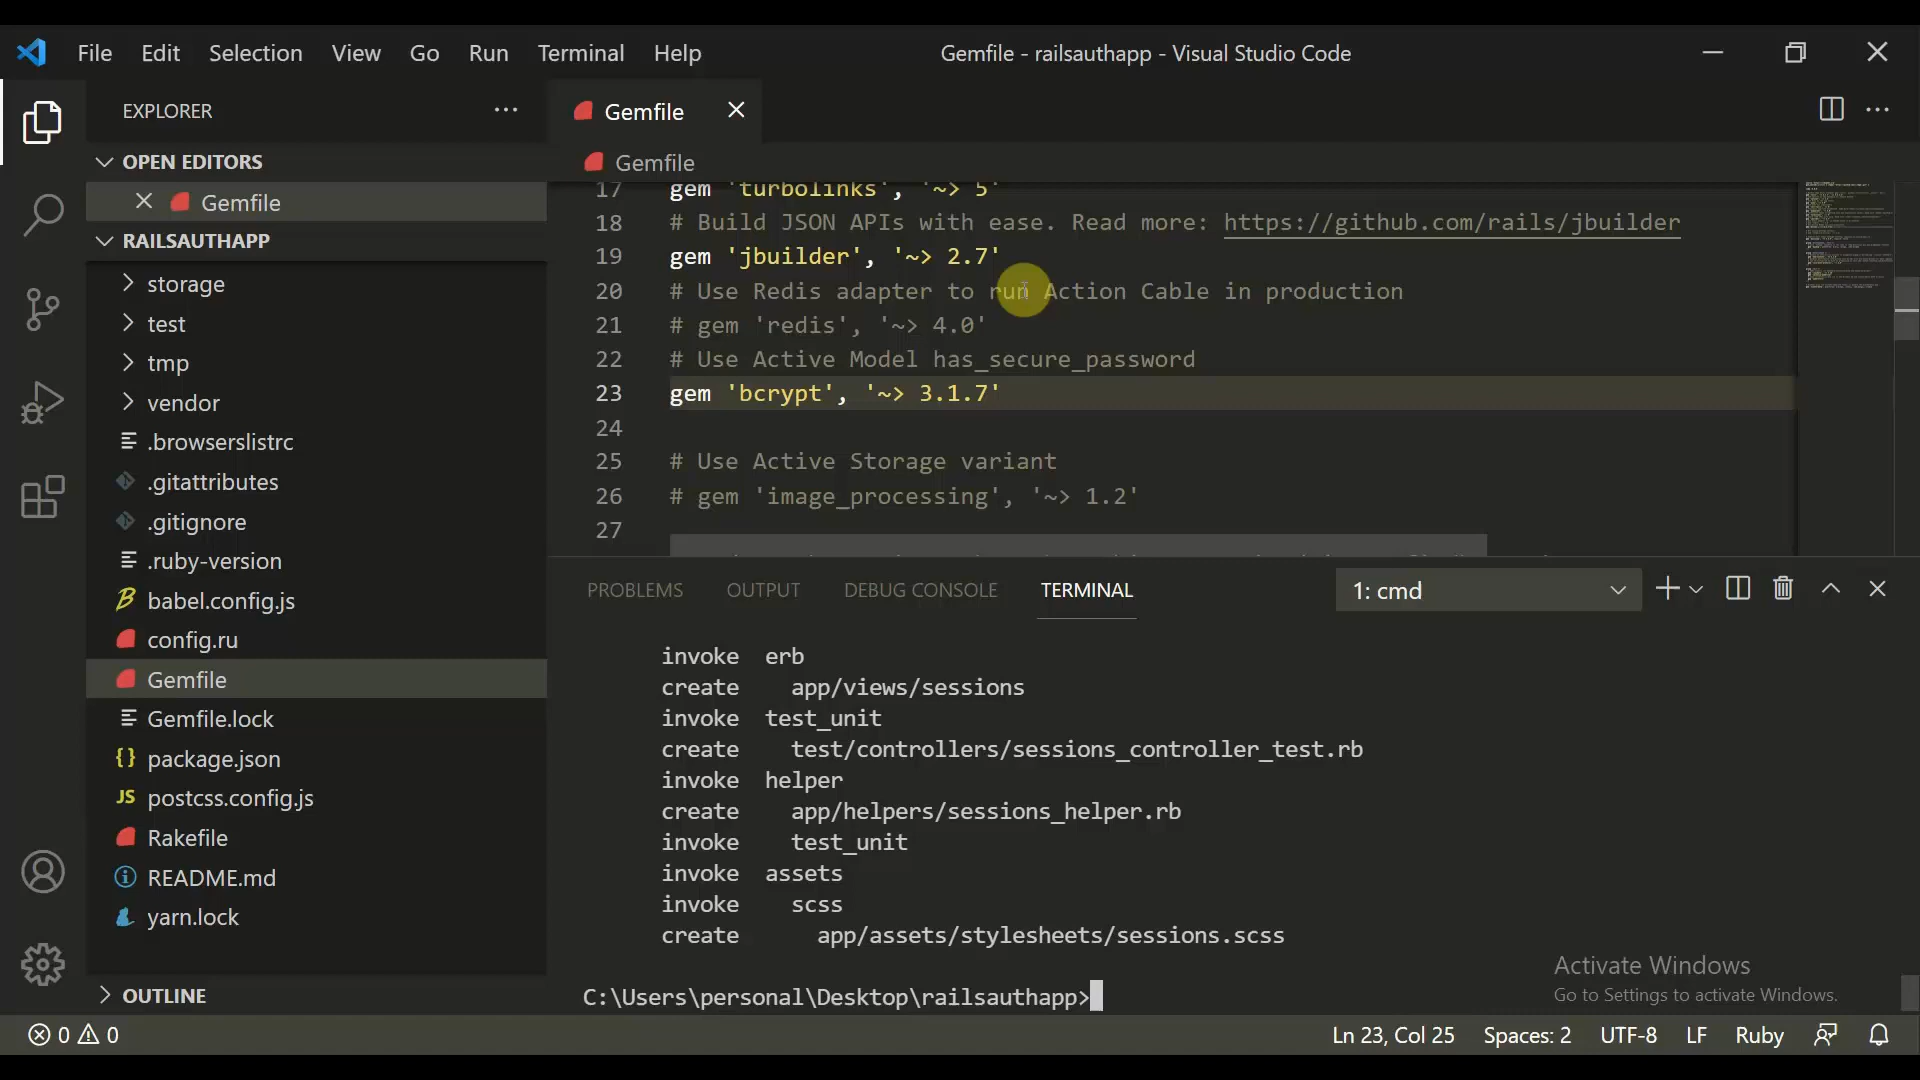 File Edit Selection View Go Run Terminal Help
Gemfile - railsauthapp - Visual Studio Code
EXPLORER
OPEN EDITORS
Gemfile
RAILSAUTHAPP
storage
test
tmp
vendor
.browserslistrc
.gitattributes
.gitignore
.ruby-version
babel.config.js
config.ru
Gemfile
Gemfile.lock
package.json
postcss.config.js
Rakefile
README.md
yarn.lock
OUTLINE
Gemfile
Gemfile
17 gem 'turbolinks', '~> 5'
18 # Build JSON APIs with ease. Read more: https://github.com/rails/jbuilder
19 gem 'jbuilder', '~> 2.7'
20 # Use Redis adapter to run Action Cable in production
21 # gem 'redis', '~> 4.0'
22 # Use Active Model has_secure_password
23 gem 'bcrypt', '~> 3.1.7'
24
25 # Use Active Storage variant
26 # gem 'image_processing', '~> 1.2'
27
PROBLEMS OUTPUT DEBUG CONSOLE TERMINAL 1: cmd
invoke erb
create app/views/sessions
invoke test_unit
create test/controllers/sessions_controller_test.rb
invoke helper
create app/helpers/sessions_helper.rb
invoke test_unit
invoke assets
invoke scss
create app/assets/stylesheets/sessions.scss
C:\Users\personal\Desktop\railsauthapp>
Activate Windows
Go to Settings to activate Windows.
0 0
Ln 23, Col 25 Spaces: 2 UTF-8 LF Ruby